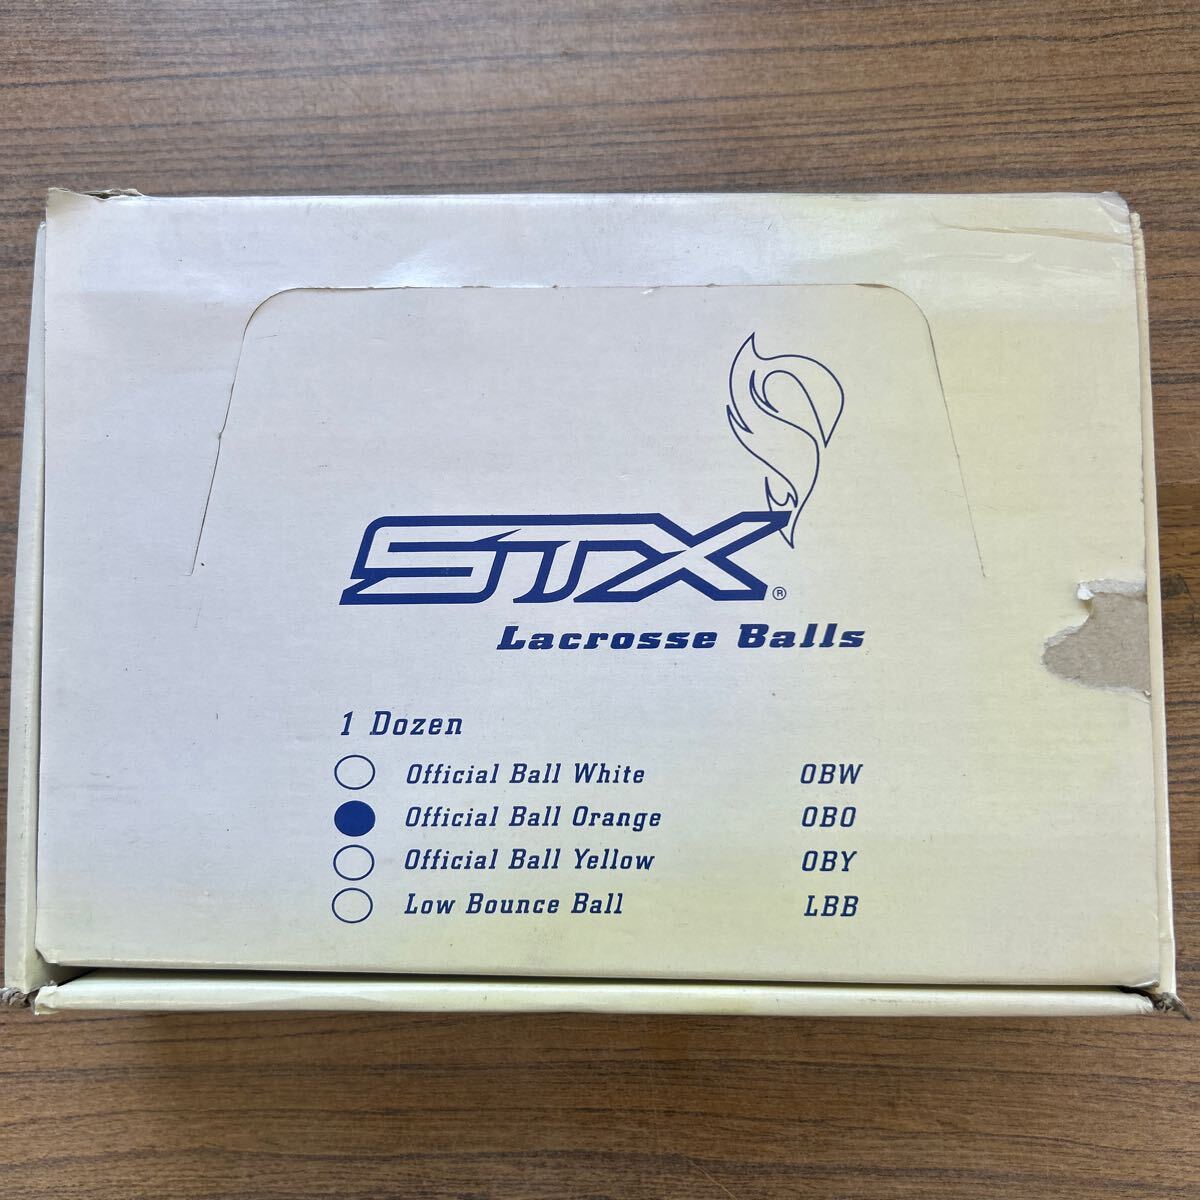 STX®
Lacrosse Balls
1 Dozen
Official Ball White OBW
Official Ball Orange OBO
Official Ball Yellow OBY
Low Bounce Ball LBB